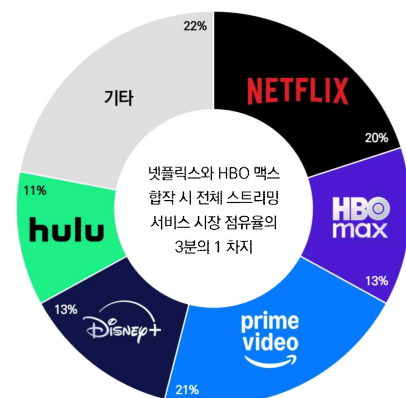 22%
기타
NETFLIX
20%
넷플릭스와 HBO 맥스
합작 시 전체 스트리밍
서비스 시장 점유율의
3분의 1 차지
11%
hulu
HBO
max
13%
13%
Disney+
prime
video
21%